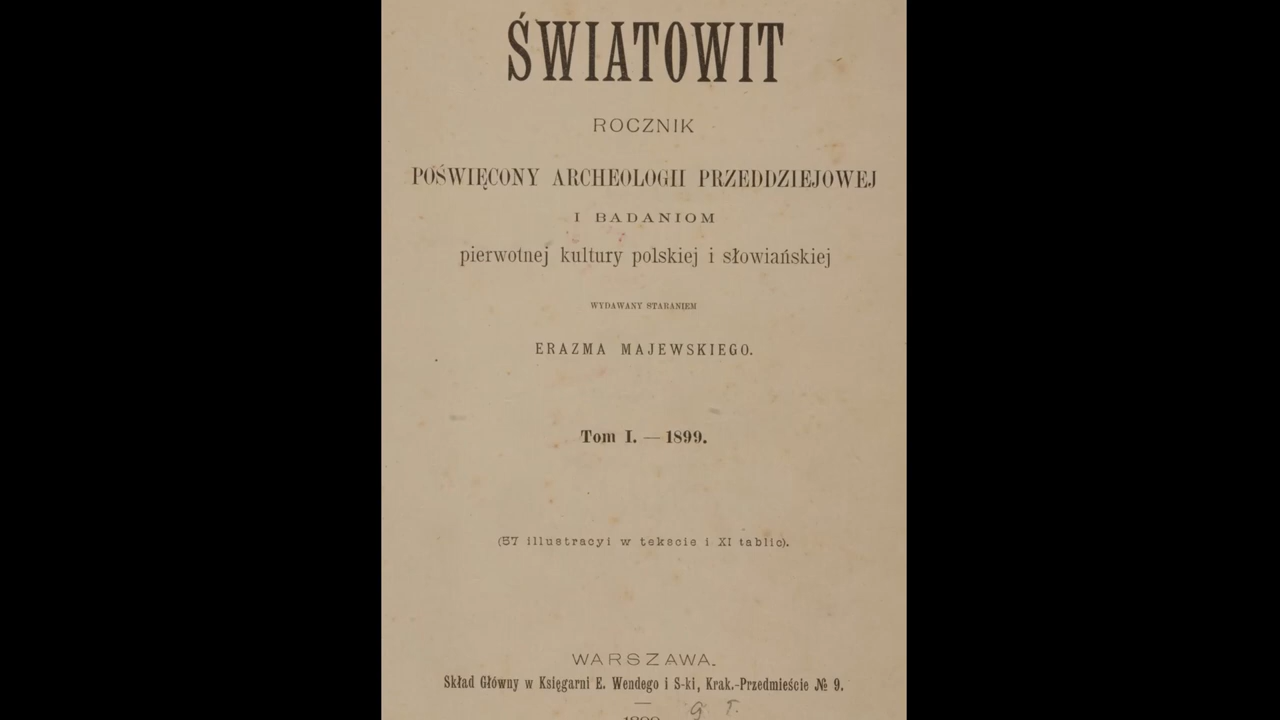 ŚWIATOWIT
ROCZNIK
POŚWIĘCONY ARCHEOLOGII PRZEDDZIEJOWEJ
I BADANIOM
pierwotnej kultury polskiej i słowiańskiej
WYDAWANY STARANIEM
ERAZMA MAJEWSKIEGO.
Tom I. — 1899.
(57 illustracyi w tekscie i XI tablic).
WARSZAWA.
Skład Główny w Księgarni E. Wendego i S-ki, Krak.-Przedmieście № 9.